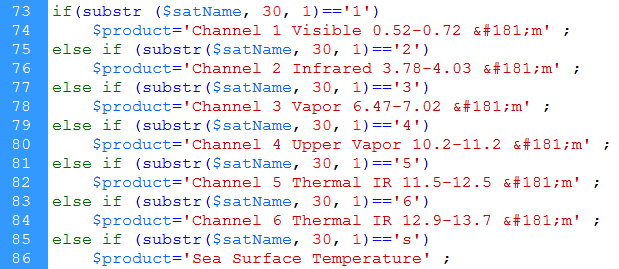 73 if(substr ($satName, 30, 1)=='1')
74     $product='Channel 1 Visible 0.52-0.72 &#181;m' ;
75 else if (substr($satName, 30, 1)=='2')
76     $product='Channel 2 Infrared 3.78-4.03 &#181;m' ;
77 else if (substr($satName, 30, 1)=='3')
78     $product='Channel 3 Vapor 6.47-7.02 &#181;m' ;
79 else if (substr($satName, 30, 1)=='4')
80     $product='Channel 4 Upper Vapor 10.2-11.2 &#181;m' ;
81 else if (substr($satName, 30, 1)=='5')
82     $product='Channel 5 Thermal IR 11.5-12.5 &#181;m' ;
83 else if (substr($satName, 30, 1)=='6')
84     $product='Channel 6 Thermal IR 12.9-13.7 &#181;m' ;
85 else if (substr($satName, 30, 1)=='s')
86     $product='Sea Surface Temperature' ;